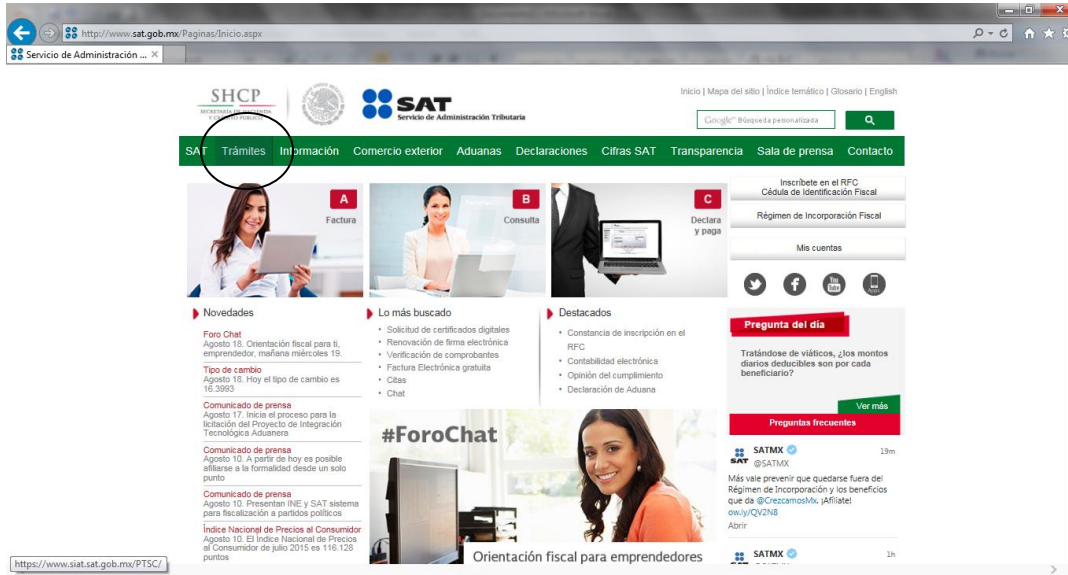 http://www.sat.gob.mx/Paginas/Inicio.aspx
Servicio de Administración ...
SHCP
SECRETARÍA DE HACIENDA
Y CRÉDITO PÚBLICO
SAT
Servicio de Administración Tributaria
Inicio | Mapa del sitio | Índice temático | Glosario | English
Google™ Búsqueda personalizada
SAT Trámites Información Comercio exterior Aduanas Declaraciones Cifras SAT Transparencia Sala de prensa Contacto
A
Factura
B
Consulta
C
Declara
y paga
Inscríbete en el RFC
Cédula de Identificación Fiscal
Régimen de Incorporación Fiscal
Mis cuentas
You
Tube
Apps
Novedades
Foro Chat
Agosto 18. Orientación fiscal para ti,
emprendedor, mañana miércoles 19.
Tipo de cambio
Agosto 18. Hoy el tipo de cambio es
16.3993
Comunicado de prensa
Agosto 17. Inicia el proceso para la
licitación del Proyecto de Integración
Tecnológica Aduanera
Comunicado de prensa
Agosto 10. A partir de hoy es posible
afiliarse a la formalidad desde un solo
punto
Comunicado de prensa
Agosto 10. Presentan INE y SAT sistema
para fiscalización a partidos políticos
Índice Nacional de Precios al Consumidor
Agosto 10. El Índice Nacional de Precios
al Consumidor de julio 2015 es 116.128
puntos
Lo más buscado
Solicitud de certificados digitales
Renovación de firma electrónica
Verificación de comprobantes
Factura Electrónica gratuita
Citas
Chat
Destacados
Constancia de inscripción en el
RFC
Contabilidad electrónica
Opinión del cumplimiento
Declaración de Aduana
#ForoChat
Orientación fiscal para emprendedores
Pregunta del día
Tratándose de viáticos, ¿los montos
diarios deducibles son por cada
beneficiario?
Ver más
Preguntas frecuentes
SAT
SATMX 19m
@SATMX
Más vale prevenir que quedarse fuera del
Régimen de Incorporación y los beneficios
que da @CrezcamosMx. ¡Afíliate!
ow.ly/QV2N8
Abrir
SATMX 1h
https://www.siat.sat.gob.mx/PTSC/